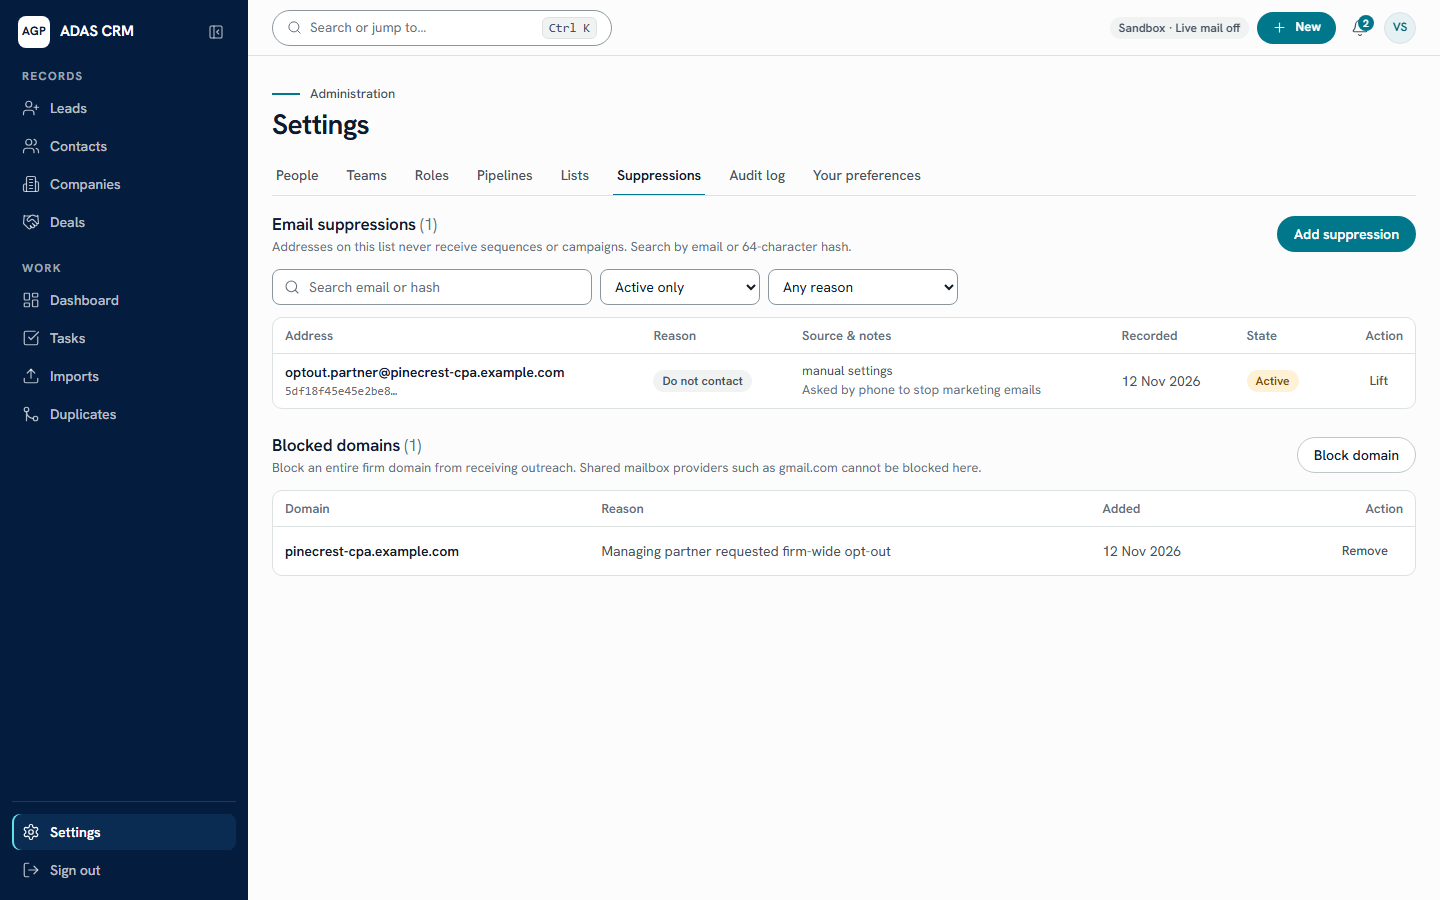 AGP ADAS CRM
RECORDS
Leads
Contacts
Companies
Deals
WORK
Dashboard
Tasks
Imports
Duplicates
Settings
Sign out
Search or jump to... Ctrl K
Sandbox · Live mail off
New
2
VS
Administration
Settings
People Teams Roles Pipelines Lists Suppressions Audit log Your preferences
Email suppressions (1)
Addresses on this list never receive sequences or campaigns. Search by email or 64-character hash.
Add suppression
Search email or hash Active only Any reason
Address Reason Source & notes Recorded State Action
optout.partner@pinecrest-cpa.example.com
5df18f45e45e2be8…
Do not contact
manual settings
Asked by phone to stop marketing emails
12 Nov 2026
Active
Lift
Blocked domains (1)
Block an entire firm domain from receiving outreach. Shared mailbox providers such as gmail.com cannot be blocked here.
Block domain
Domain Reason Added Action
pinecrest-cpa.example.com Managing partner requested firm-wide opt-out 12 Nov 2026 Remove